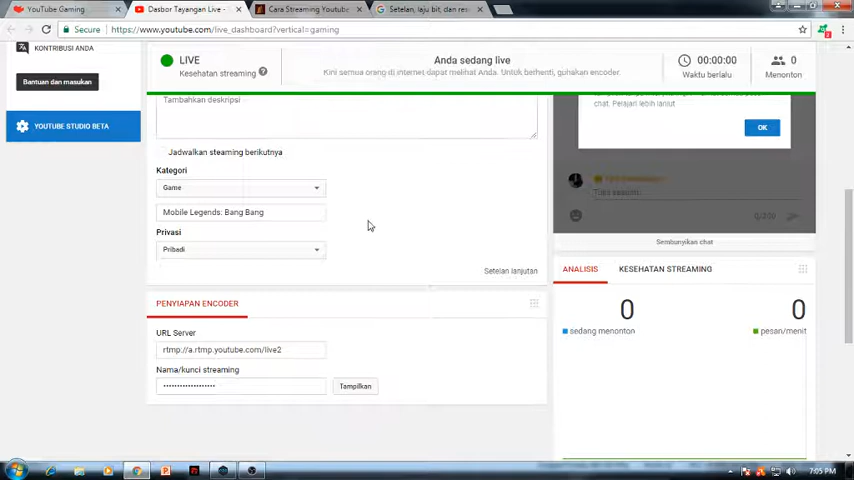 YouTube Gaming
Dasbor Tayangan Live -
Cara Streaming Youtube
Setelan, laju bit, dan res
Secure
https://www.youtube.com/live_dashboard?vertical=gaming
KONTRIBUSI ANDA
Bantuan dan masukan
YOUTUBE STUDIO BETA
LIVE
Kesehatan streaming
Anda sedang live
Kini semua orang di internet dapat melihat Anda. Untuk berhenti, gunakan encoder.
00:00:00
Waktu berlalu
0
Menonton
Tambahkan deskripsi
Jadwalkan steaming berikutnya
Kategori
Game
Mobile Legends: Bang Bang
Privasi
Pribadi
Setelan lanjutan
PENYIAPAN ENCODER
URL Server
rtmp://a.rtmp.youtube.com/live2
Nama/kunci streaming
••••••••••••••••••••
Tampilkan
chat. Pelajari lebih lanjut
OK
0/200
Sembunyikan chat
ANALISIS
KESEHATAN STREAMING
0
sedang menonton
0
pesan/menit
7:05 PM